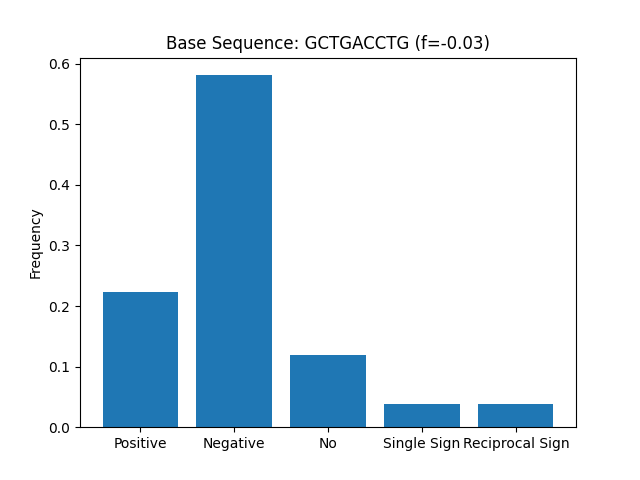 Base Sequence: GCTGACCTG (f=-0.03)
Frequency
0.6
0.5
0.4
0.3
0.2
0.1
0.0
Positive Negative No Single Sign Reciprocal Sign